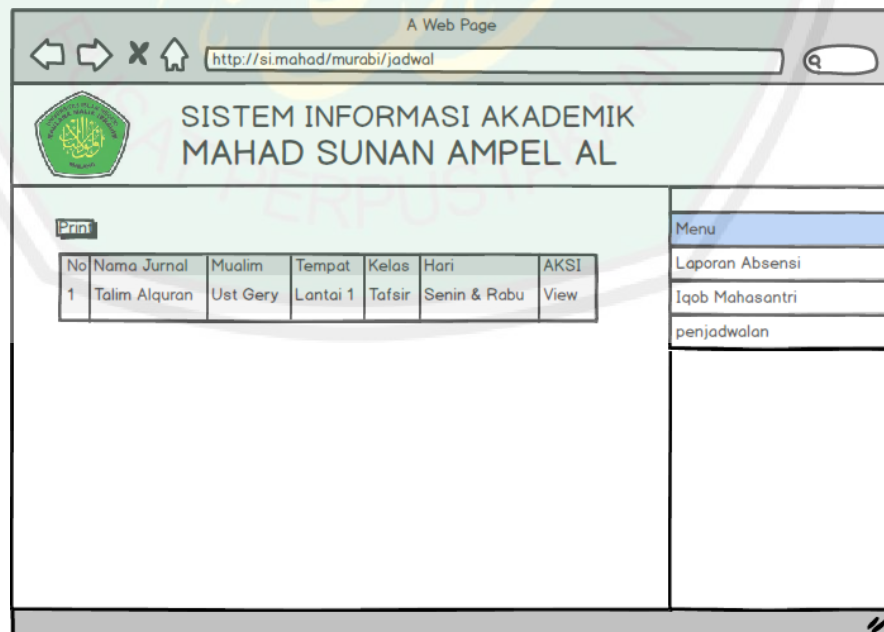 A Web Page
http://si.mahad/murabi/jadwal
SISTEM INFORMASI AKADEMIK
MAHAD SUNAN AMPEL AL
Print
No Nama Jurnal Mualim Tempat Kelas Hari AKSI
1 Talim Alquran Ust Gery Lantai 1 Tafsir Senin & Rabu View
Menu
Laporan Absensi
Iqob Mahasantri
penjadwalan
PUSAT PERPUSTAKAAN